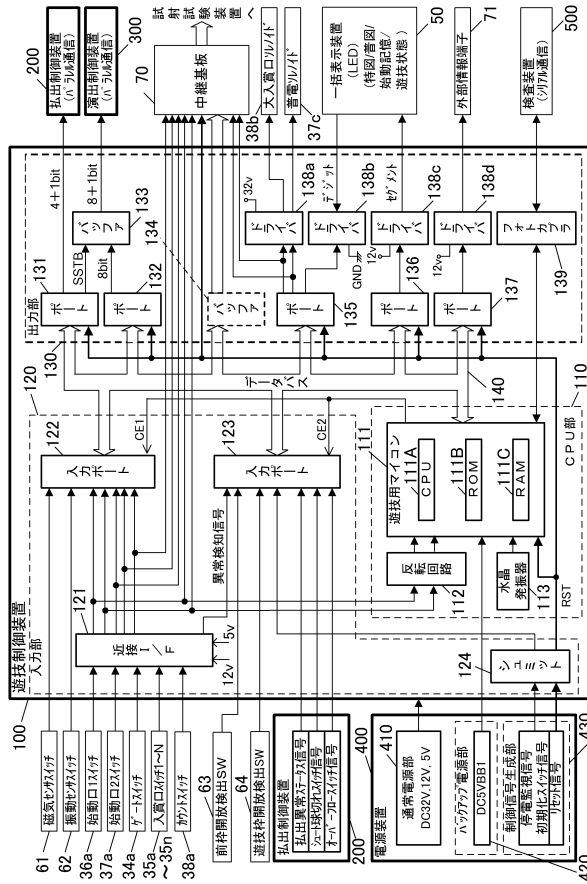 100
遊技制御装置
入力部
61
磁気センサスイッチ
62
振動センサスイッチ
36a
始動口1スイッチ
37a
始動口2スイッチ
34a
ゲートスイッチ
35a
～35n
入賞口スイッチ1～N
38a
カウントスイッチ
63
前枠開放検出SW
64
遊技枠開放検出SW
払出制御装置
払出異常ステータス信号
シュート球切れスイッチ信号
オーバーフロースイッチ信号
200
400
電源装置
410
通常電源部
DC32V,12V, 5V
バックアップ電源部
DC5VBB1
420
制御信号生成部
停電監視信号
初期化スイッチ信号
リセット信号
430
121
近接I／F
12v
5v
異常検知信号
120
122
入力ポート
CE1
123
入力ポート
CE2
データバス
140
124
シュミット
RST
110
CPU部
111
遊技用マイコン
111A
CPU
111B
ROM
111C
RAM
112
反転回路
113
水晶発振器
130
出力部
131
ポート
132
ポート
SSTB
8bit
133
バッファ
4＋1bit
8＋1bit
134
バッファ
135
ポート
136
ポート
137
ポート
32v
138a
ドライバ
デジット
138b
ドライバ
GND
12v
セグメント
138c
ドライバ
12v
138d
ドライバ
139
フォトカプラ
200
払出制御装置
(パラレル通信)
300
演出制御装置
(パラレル通信)
70
中継基板
試射試験装置へ
38b
大入賞口ソレノイド
37c
普電ソレノイド
50
一括表示装置
(LED)
(特図/普図/
始動記憶/
遊技状態)
71
外部情報端子
500
検査装置
(シリアル通信)